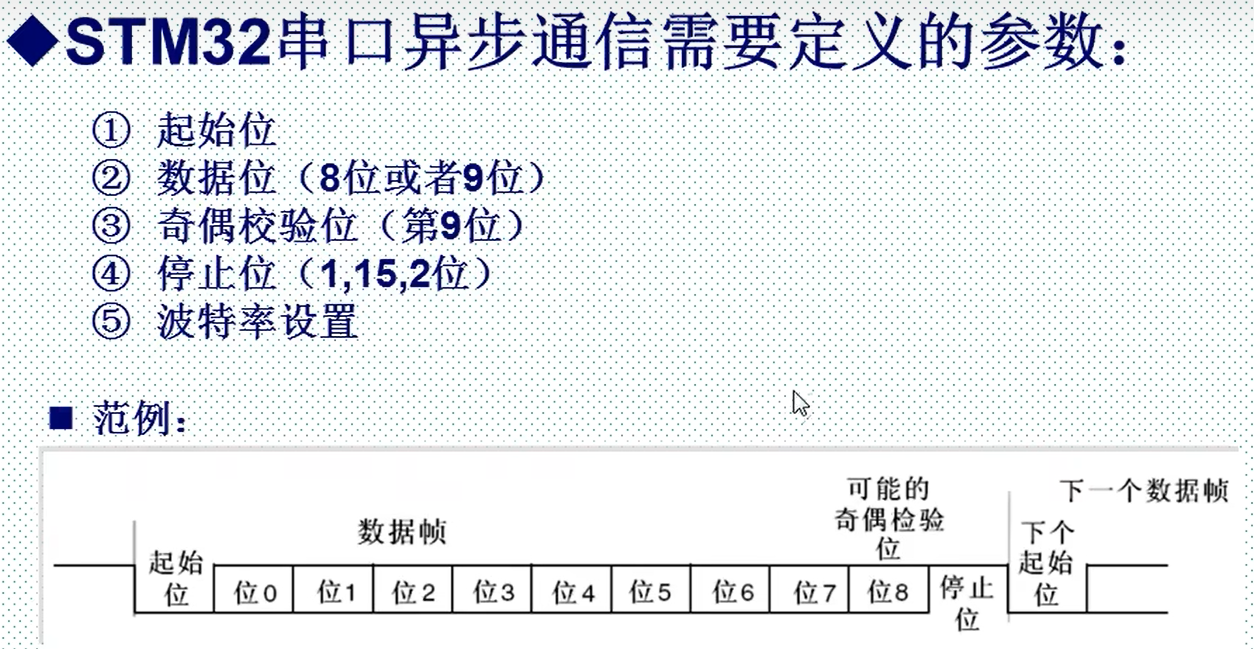 ◆STM32串口异步通信需要定义的参数：
① 起始位
② 数据位（8位或者9位）
③ 奇偶校验位（第9位）
④ 停止位（1,15,2位）
⑤ 波特率设置
■ 范例：
可能的
奇偶检验
位
下一个数据帧
数据帧
下个
起始
位
起始
位
位0
位1
位2
位3
位4
位5
位6
位7
位8
停止
位